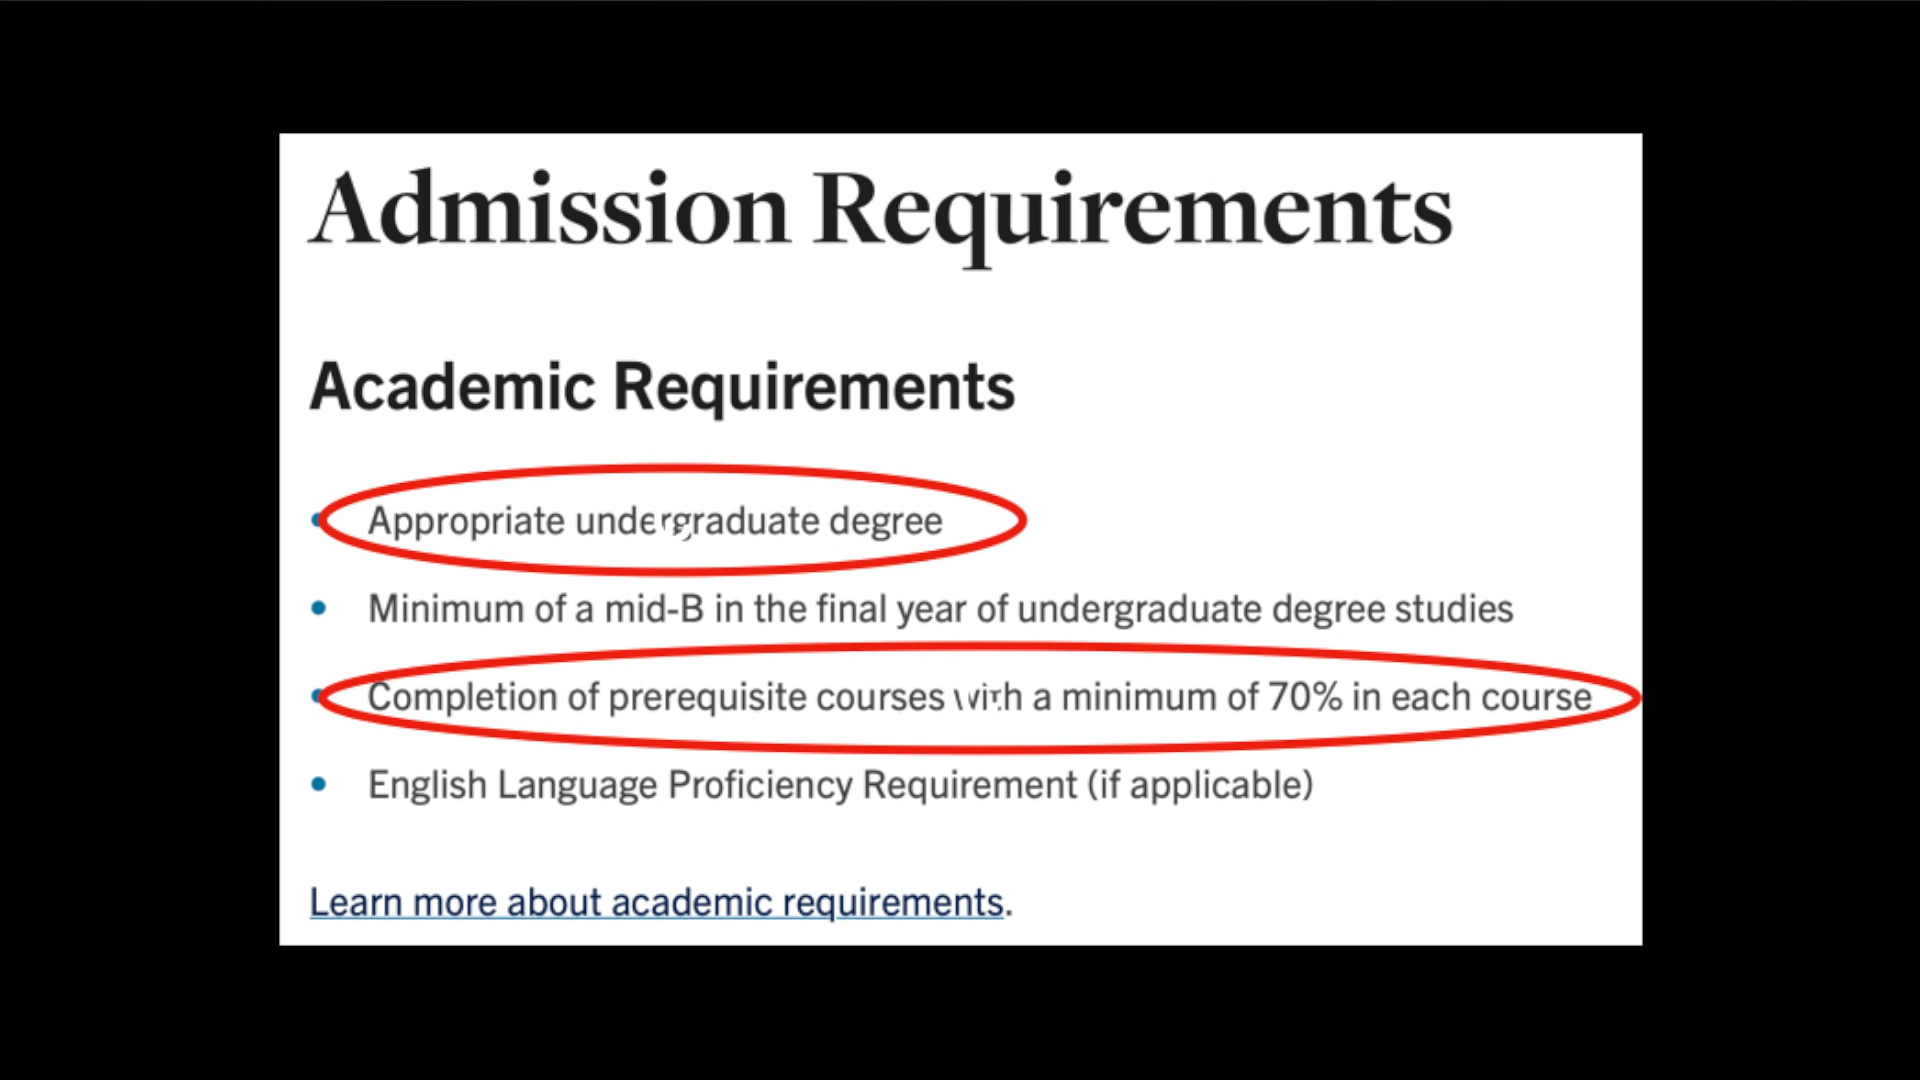 Admission Requirements
Academic Requirements
• Appropriate undergraduate degree
• Minimum of a mid-B in the final year of undergraduate degree studies
• Completion of prerequisite courses with a minimum of 70% in each course
• English Language Proficiency Requirement (if applicable)
Learn more about academic requirements.